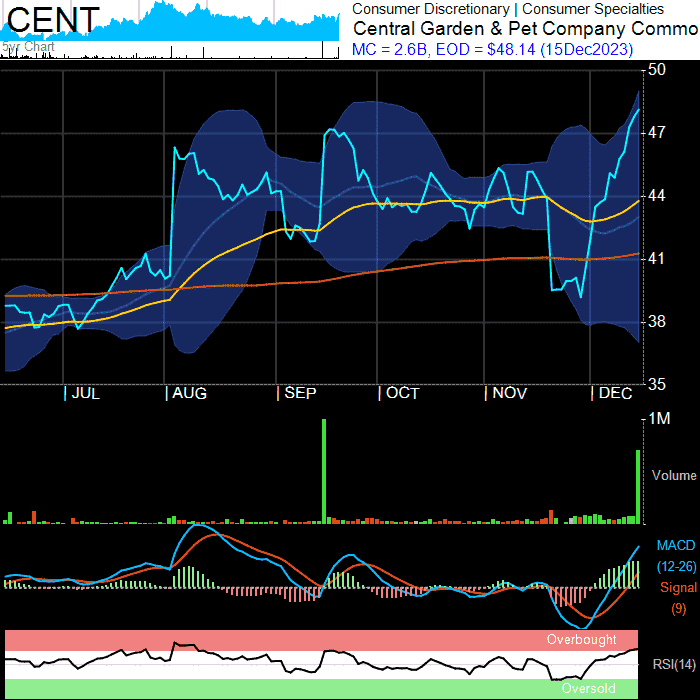 CENT
5yr Chart
Consumer Discretionary | Consumer Specialties
Central Garden & Pet Company Commo
MC = 2.6B, EOD = $48.14 (15Dec2023)
50
47
44
41
38
35
JUL
AUG
SEP
OCT
NOV
DEC
1M
Volume
MACD
(12-26)
Signal
(9)
Overbought
RSI(14)
Oversold